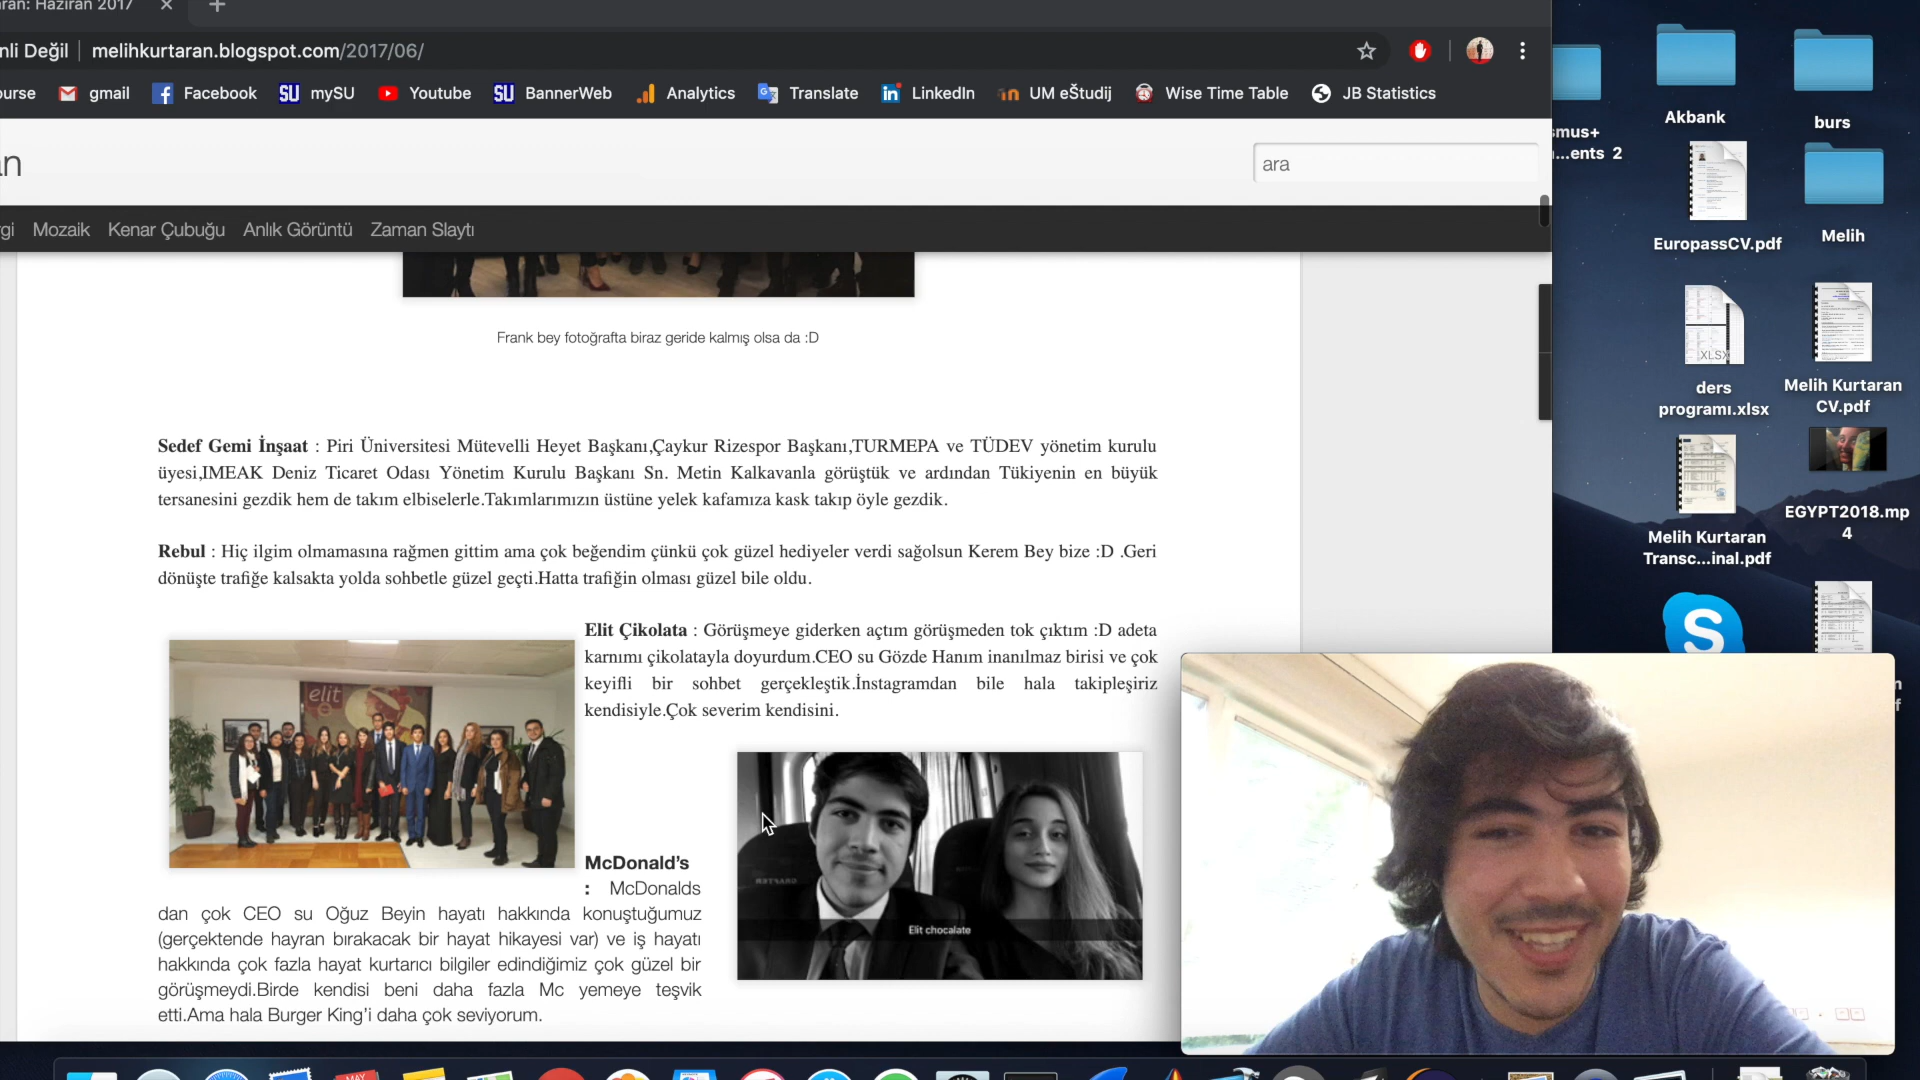 ran: Haziran 2017
nli Değil melihkurtaran.blogspot.com/2017/06/
ourse gmail Facebook mySU Youtube BannerWeb Analytics Translate LinkedIn UM eŠtudij Wise Time Table JB Statistics
an
ara
rgi Mozaik Kenar Çubuğu Anlık Görüntü Zaman Slaytı
Frank bey fotoğrafta biraz geride kalmış olsa da :D
Sedef Gemi İnşaat : Piri Üniversitesi Mütevelli Heyet Başkanı,Çaykur Rizespor Başkanı,TURMEPA ve TÜDEV yönetim kurulu
üyesi,IMEAK Deniz Ticaret Odası Yönetim Kurulu Başkanı Sn. Metin Kalkavanla görüştük ve ardından Tükiyenin en büyük
tersanesini gezdik hem de takım elbiselerle.Takımlarımızın üstüne yelek kafamıza kask takıp öyle gezdik.
Rebul : Hiç ilgim olmamasına rağmen gittim ama çok beğendim çünkü çok güzel hediyeler verdi sağolsun Kerem Bey bize :D .Geri
dönüşte trafiğe kalsakta yolda sohbetle güzel geçti.Hatta trafiğin olması güzel bile oldu.
Elit Çikolata : Görüşmeye giderken açtım görüşmeden tok çıktım :D adeta
karnımı çikolatayla doyurdum.CEO su Gözde Hanım inanılmaz birisi ve çok
keyifli bir sohbet gerçekleştik.İnstagramdan bile hala takipleşiriz
kendisiyle.Çok severim kendisini.
elit
Elit chocalate
McDonald's
: McDonalds
dan çok CEO su Oğuz Beyin hayatı hakkında konuştuğumuz
(gerçektende hayran bırakacak bir hayat hikayesi var) ve iş hayatı
hakkında çok fazla hayat kurtarıcı bilgiler edindiğimiz çok güzel bir
görüşmeydi.Birde kendisi beni daha fazla Mc yemeye teşvik
etti.Ama hala Burger King'i daha çok seviyorum.
smus+
...ents 2
Akbank
burs
EuropassCV.pdf
Melih
XLSX
ders
programı.xlsx
Melih Kurtaran
CV.pdf
Melih Kurtaran
Transc...inal.pdf
EGYPT2018.mp
4
S
MAY